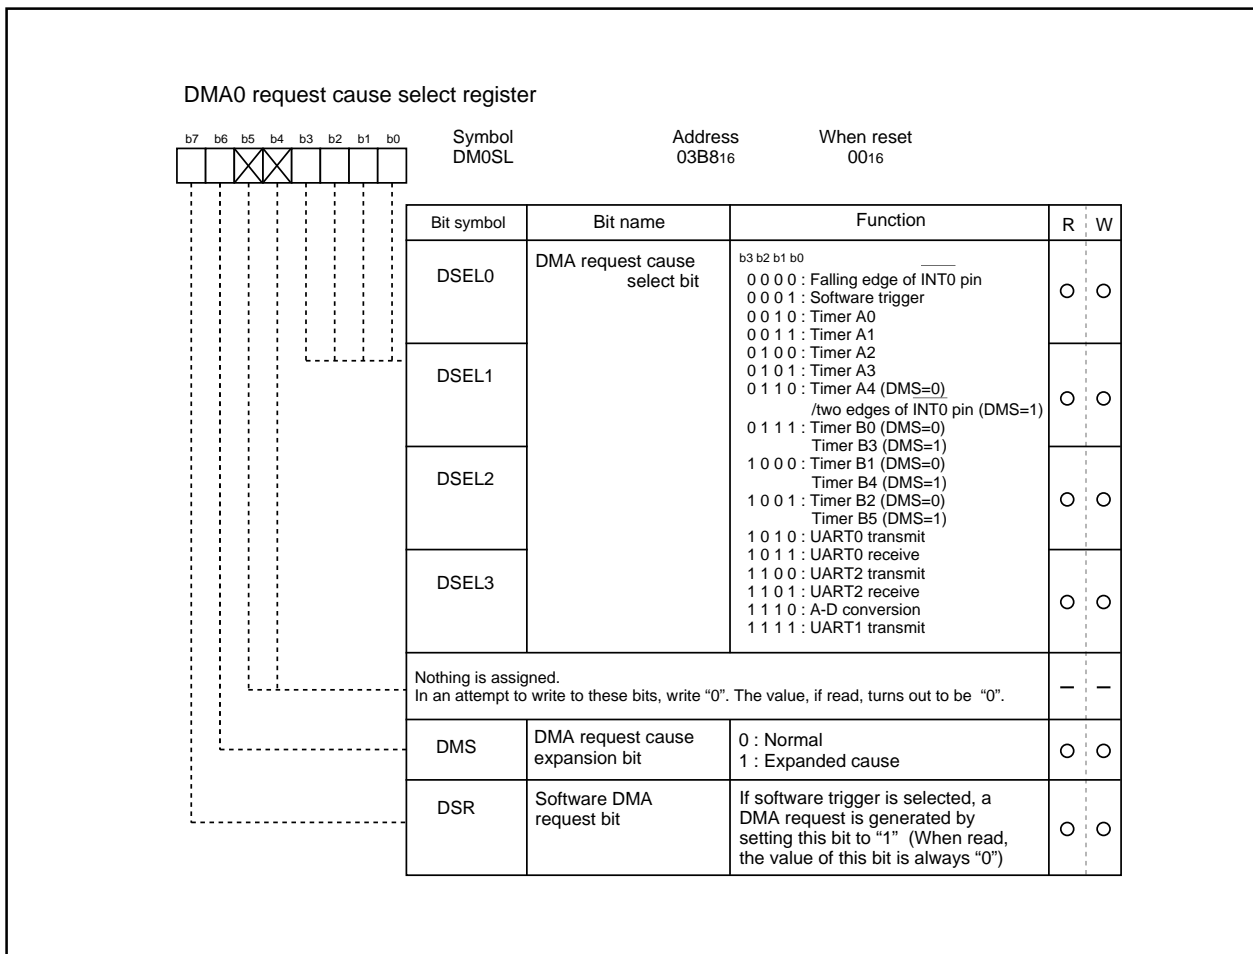 DMA0 request cause select register
b7 b6 b5 b4 b3 b2 b1 b0
Symbol Address When reset
DM0SL 03B816 0016
Bit symbol Bit name Function R W
DSEL0
DSEL1
DSEL2
DSEL3
DMA request cause
select bit
b3 b2 b1 b0
0 0 0 0 : Falling edge of INT0 pin
0 0 0 1 : Software trigger
0 0 1 0 : Timer A0
0 0 1 1 : Timer A1
0 1 0 0 : Timer A2
0 1 0 1 : Timer A3
0 1 1 0 : Timer A4 (DMS=0)
/two edges of INT0 pin (DMS=1)
0 1 1 1 : Timer B0 (DMS=0)
Timer B3 (DMS=1)
1 0 0 0 : Timer B1 (DMS=0)
Timer B4 (DMS=1)
1 0 0 1 : Timer B2 (DMS=0)
Timer B5 (DMS=1)
1 0 1 0 : UART0 transmit
1 0 1 1 : UART0 receive
1 1 0 0 : UART2 transmit
1 1 0 1 : UART2 receive
1 1 1 0 : A-D conversion
1 1 1 1 : UART1 transmit
Nothing is assigned.
In an attempt to write to these bits, write “0”. The value, if read, turns out to be “0”.
DMS
DMA request cause
expansion bit
0 : Normal
1 : Expanded cause
DSR
Software DMA
request bit
If software trigger is selected, a
DMA request is generated by
setting this bit to “1” (When read,
the value of this bit is always “0”)